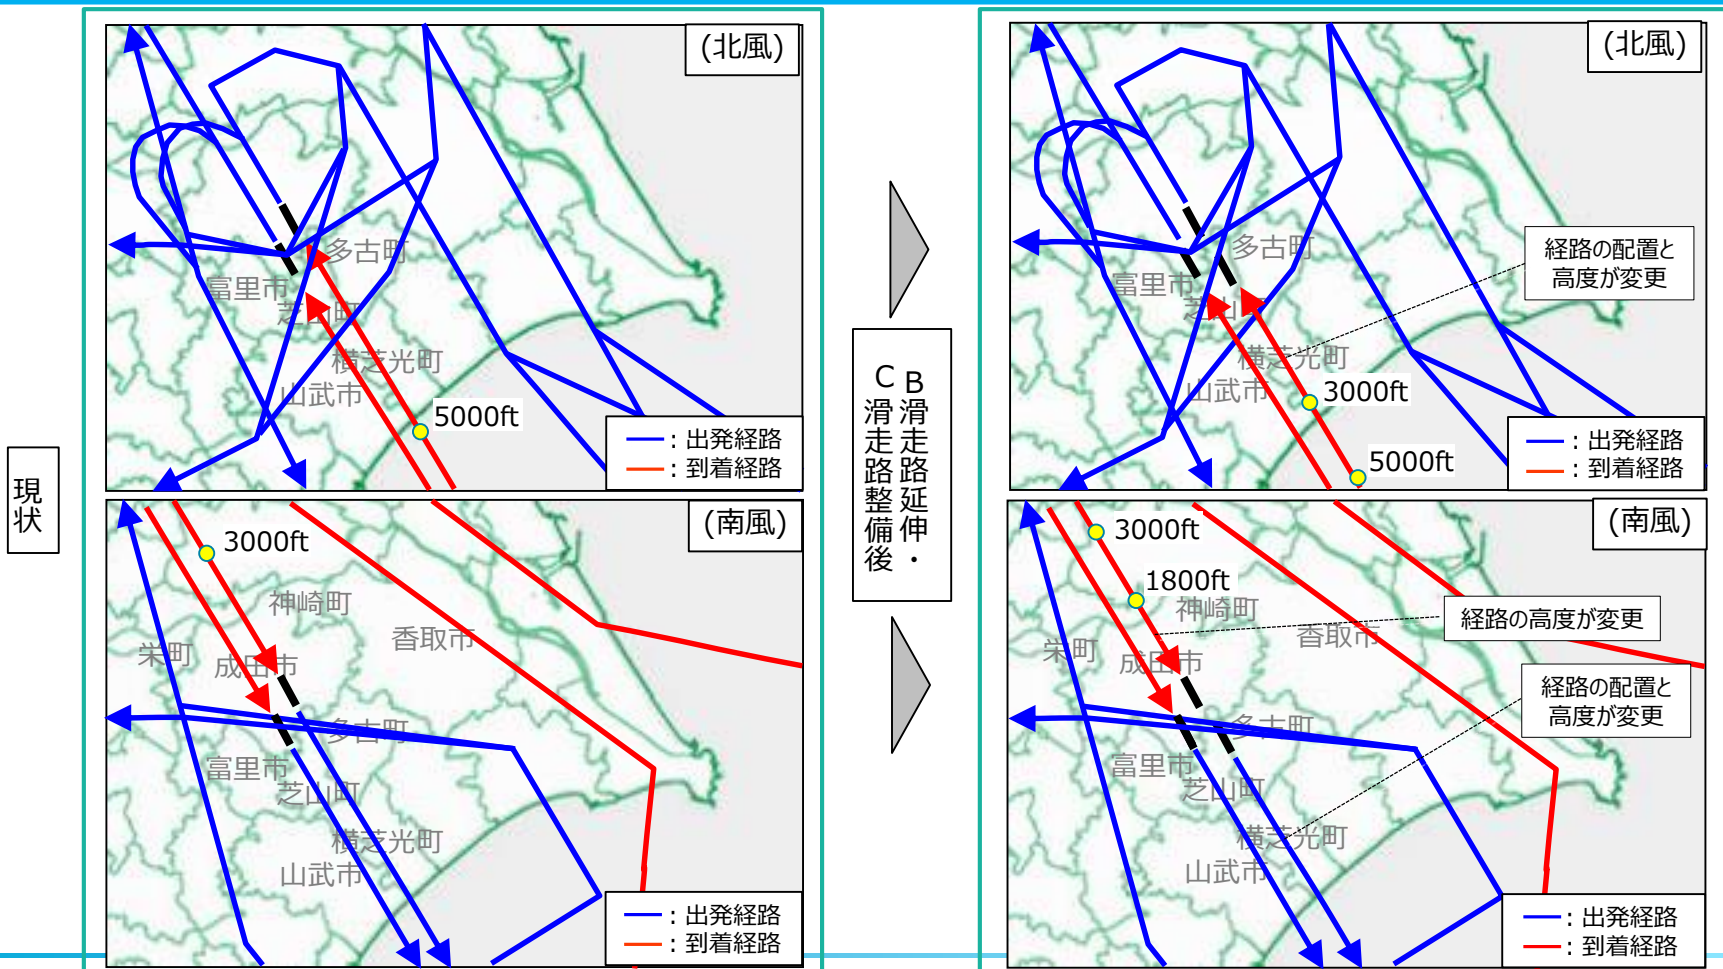 現状
(北風)
多古町
富里市
芝山町
横芝光町
山武市
5000ft
：出発経路
：到着経路
(南風)
3000ft
神崎町
香取市
栄町
成田市
多古町
富里市
芝山町
横芝光町
山武市
：出発経路
：到着経路
B滑走路延伸・
C滑走路整備後
(北風)
多古町
経路の配置と
高度が変更
富里市
芝山町
横芝光町
山武市
3000ft
5000ft
：出発経路
：到着経路
(南風)
3000ft
1800ft
神崎町
経路の高度が変更
香取市
栄町
成田市
経路の配置と
高度が変更
多古町
富里市
芝山町
横芝光町
山武市
：出発経路
：到着経路